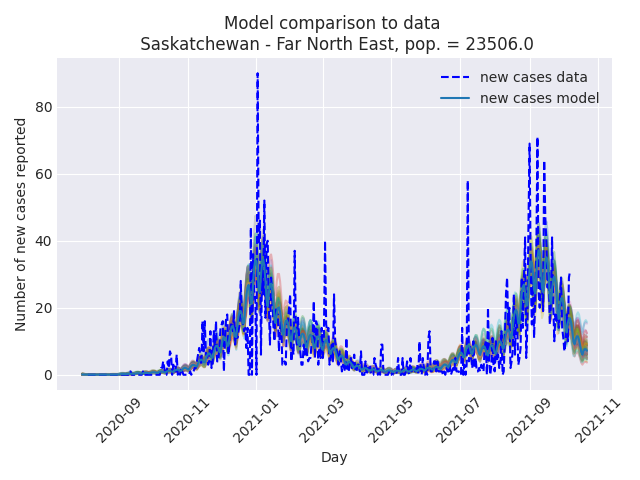 Model comparison to data
Saskatchewan - Far North East, pop. = 23506.0
new cases data
new cases model
Number of new cases reported
80
60
40
20
0
2020-09
2020-11
2021-01
2021-03
2021-05
2021-07
2021-09
2021-11
Day